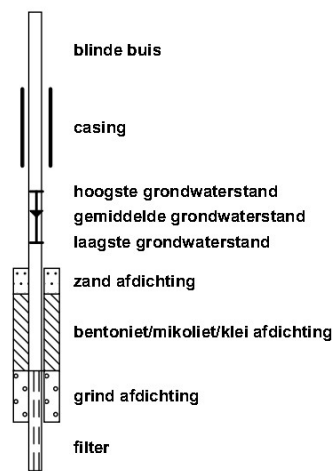 blinde buis
casing
hoogste grondwaterstand
gemiddelde grondwaterstand
laagste grondwaterstand
zand afdichting
bentoniet/mikoliet/klei afdichting
grind afdichting
filter